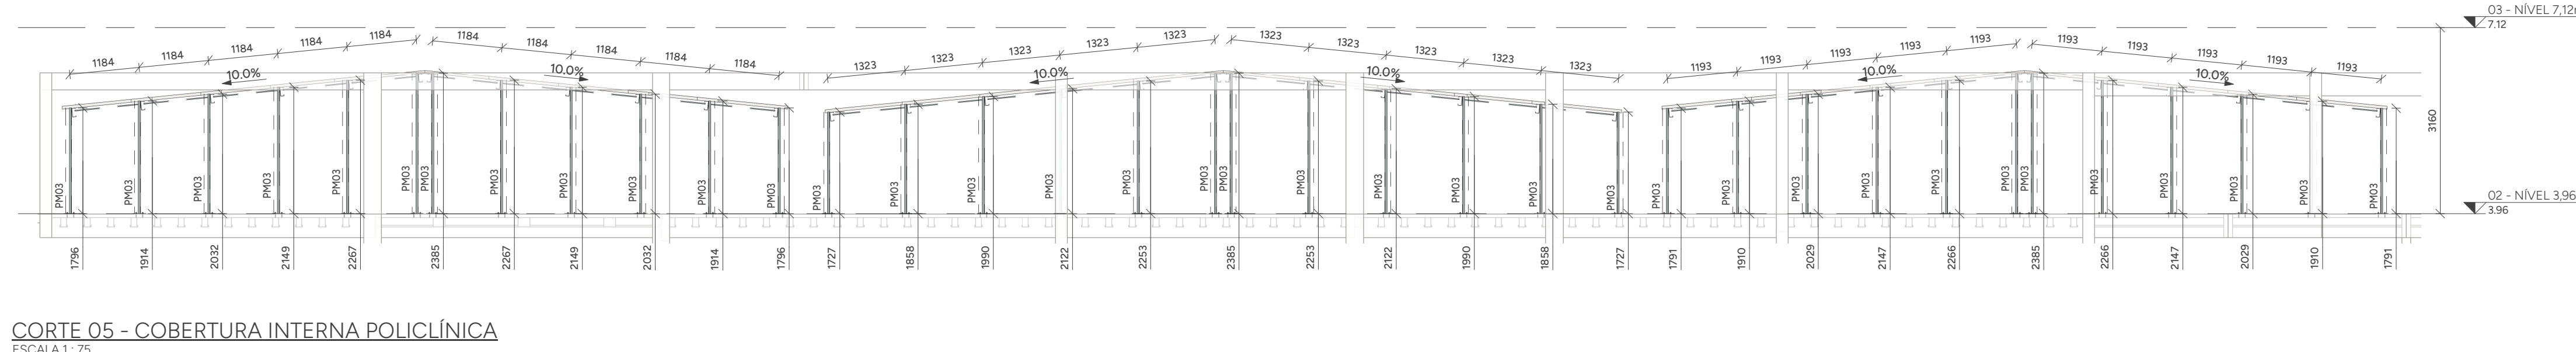 03 - NÍVEL 7,12
7.12
1184 1184 1184 1184 1184 1184 1184 1184 1184 1184 1323 1323 1323 1323 1323 1323 1323 1323 1323 1323 1193 1193 1193 1193 1193 1193 1193 1193 1193 1193
10.0% 10.0% 10.0% 10.0% 10.0% 10.0%
3160
PM03 PM03 PM03 PM03 PM03 PM03 PM03 PM03 PM03 PM03 PM03 PM03 PM03 PM03 PM03 PM03 PM03 PM03 PM03 PM03 PM03 PM03 PM03 PM03 PM03 PM03 PM03 PM03 PM03 PM03 PM03 PM03 PM03 PM03 PM03 PM03
02 - NÍVEL 3,96
3.96
1796 1914 2032 2149 2267 2385 2267 2149 2032 1914 1796 1727 1858 1990 2122 2253 2385 2253 2122 1990 1858 1727 1791 1910 2029 2147 2266 2385 2266 2147 2029 1910 1791
CORTE 05 - COBERTURA INTERNA POLICLÍNICA
ESCALA 1 : 75